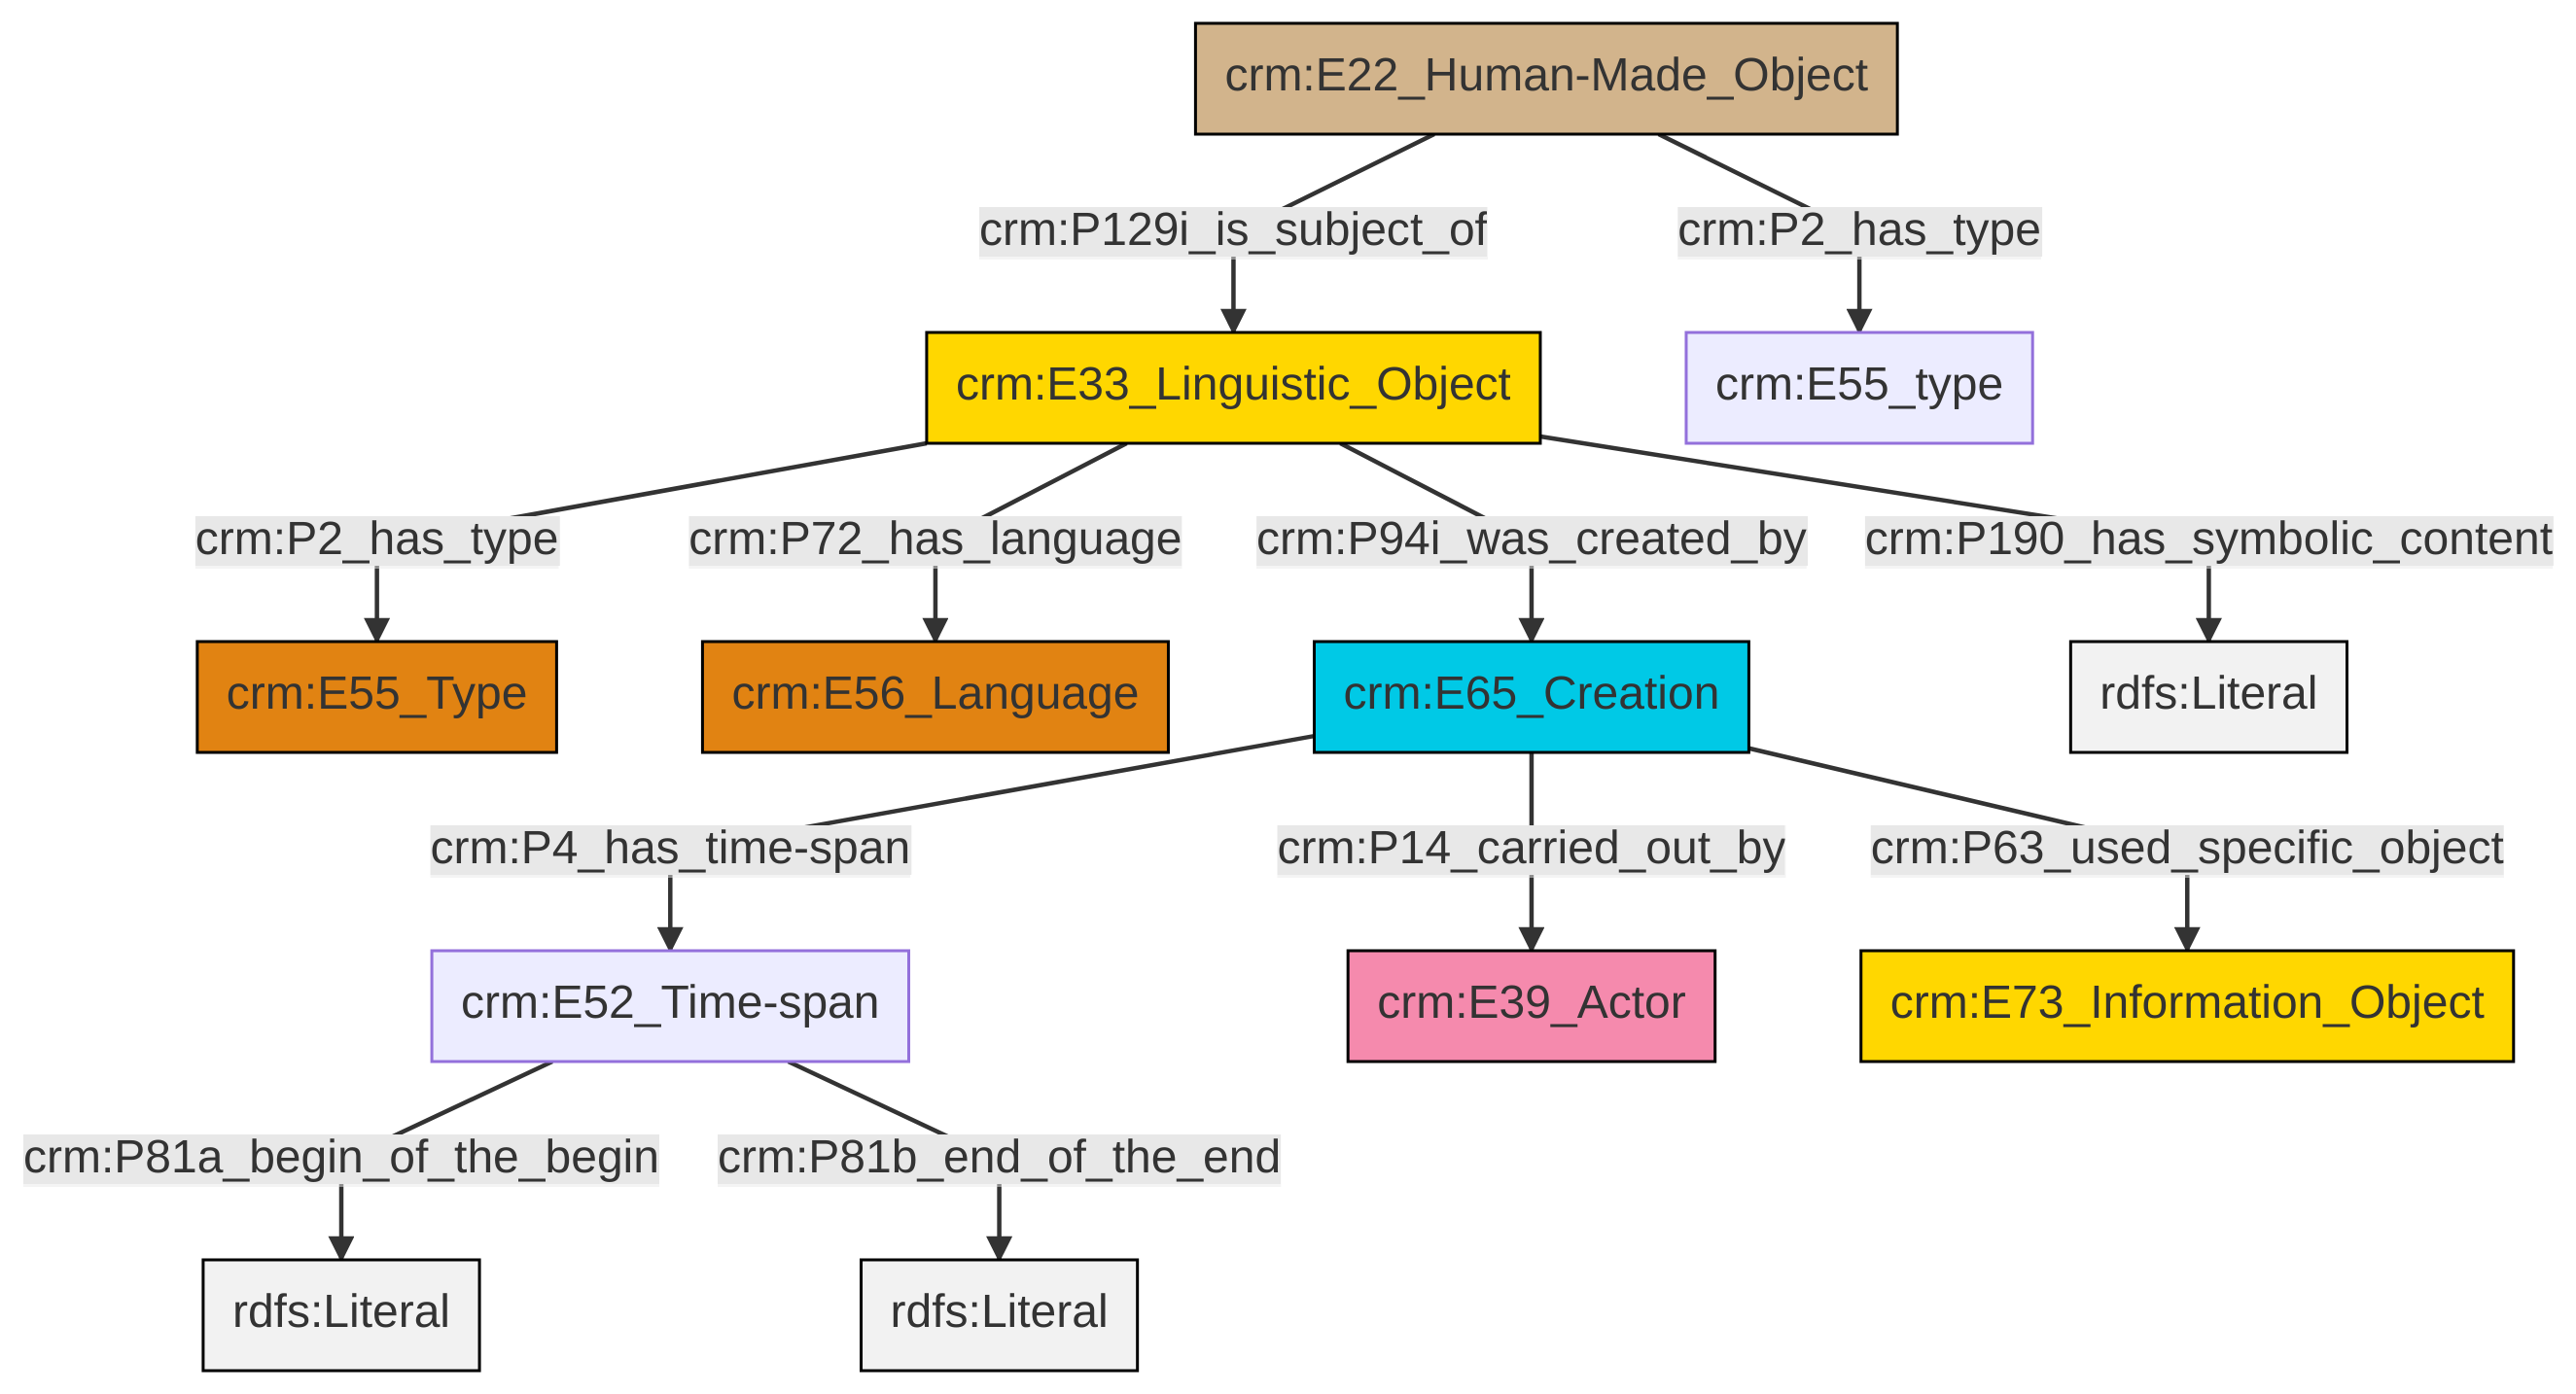 crm:E22_Human-Made_Object
crm:P129i_is_subject_of
crm:P2_has_type
crm:E33_Linguistic_Object
crm:E55_type
crm:P2_has_type
crm:P72_has_language
crm:P94i_was_created_by
crm:P190_has_symbolic_content
crm:E55_Type
crm:E56_Language
crm:E65_Creation
rdfs:Literal
crm:P4_has_time-span
crm:P14_carried_out_by
crm:P63_used_specific_object
crm:E52_Time-span
crm:E39_Actor
crm:E73_Information_Object
crm:P81a_begin_of_the_begin
crm:P81b_end_of_the_end
rdfs:Literal
rdfs:Literal